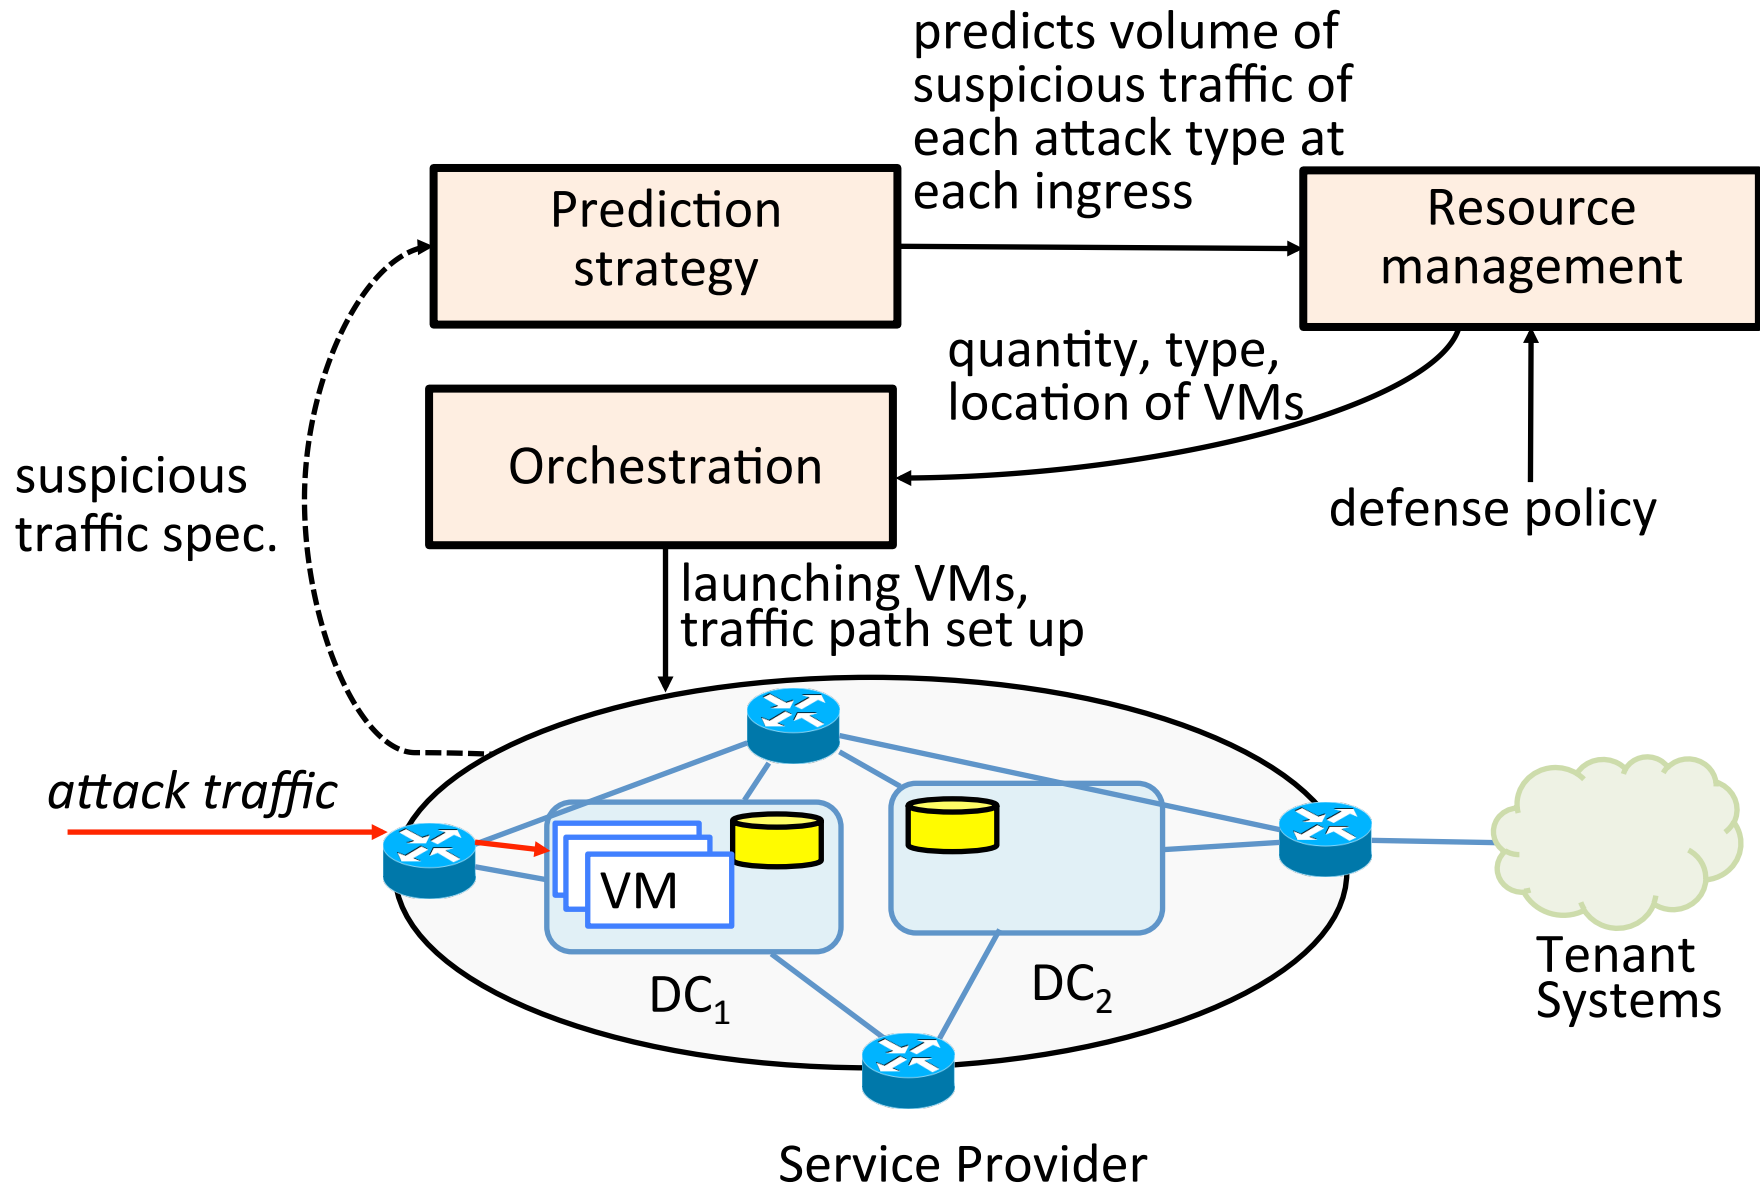 predicts volume of
suspicious traffic of
each attack type at
each ingress
Prediction
strategy
Resource
management
quantity, type,
location of VMs
Orchestration
suspicious
traffic spec.
defense policy
launching VMs,
traffic path set up
attack traffic
VM
DC1
DC2
Tenant
Systems
Service Provider